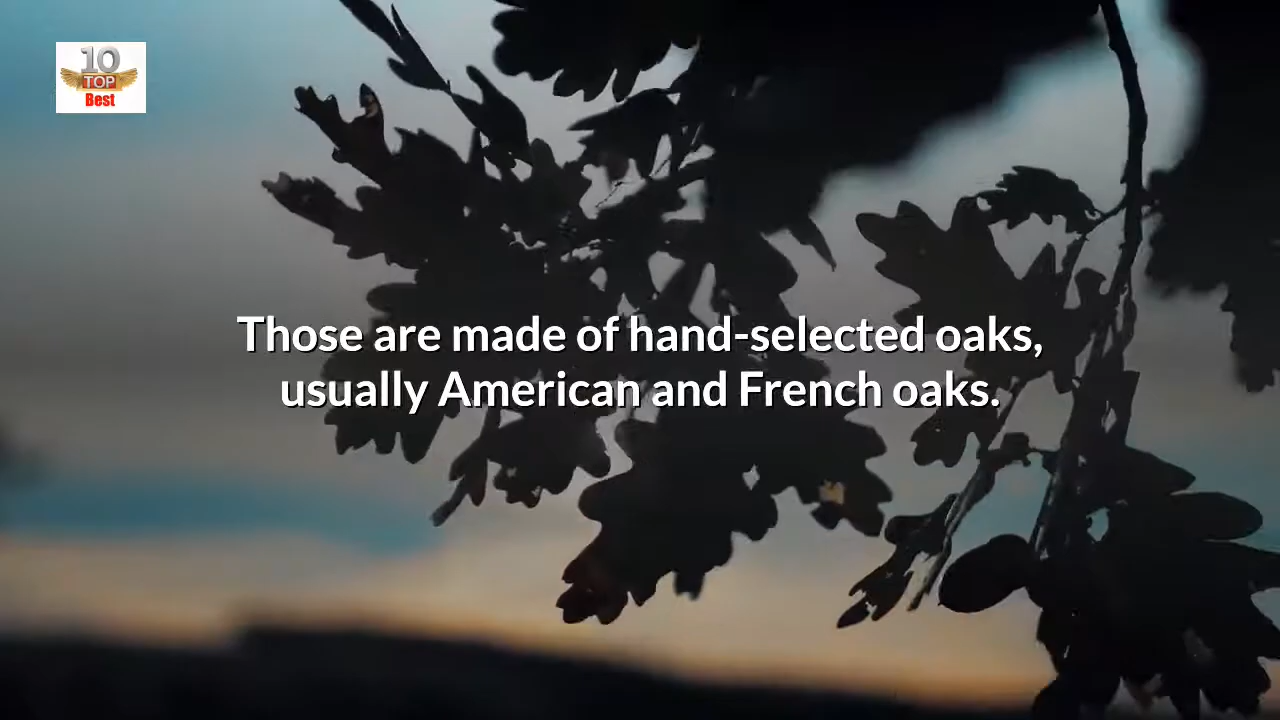 10
TOP
Best
Those are made of hand-selected oaks,
usually American and French oaks.